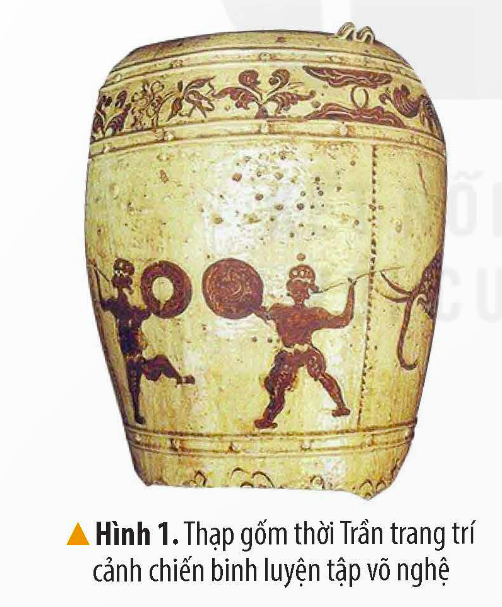 ▲ Hình 1. Thạp gốm thời Trần trang trí
cảnh chiến binh luyện tập võ nghệ